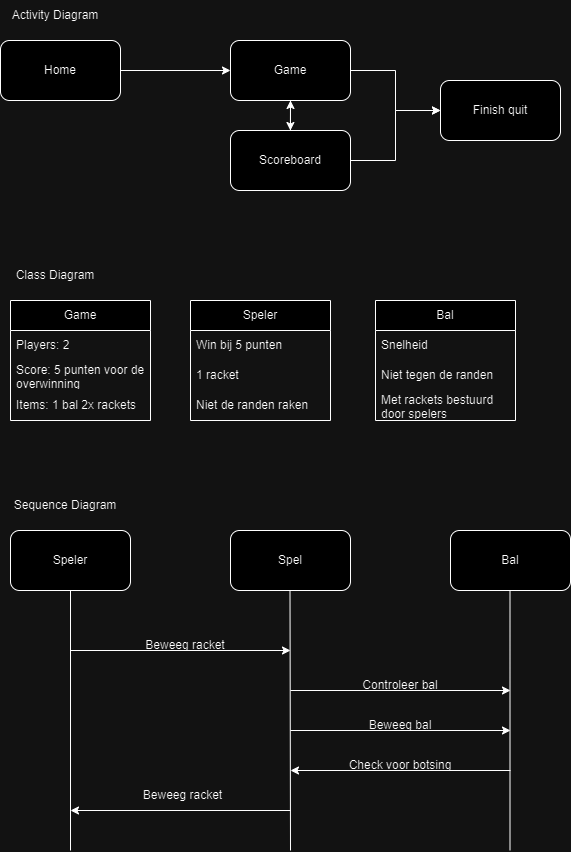 Activity Diagram
Home
Game
Finish quit
Scoreboard
Class Diagram
Game
Players: 2
Score: 5 punten voor de
overwinning
Items: 1 bal 2x rackets
Speler
Win bij 5 punten
1 racket
Niet de randen raken
Bal
Snelheid
Niet tegen de randen
Met rackets bestuurd
door spelers
Sequence Diagram
Speler
Spel
Bal
Beweeg racket
Controleer bal
Beweeg bal
Check voor botsing
Beweeg racket